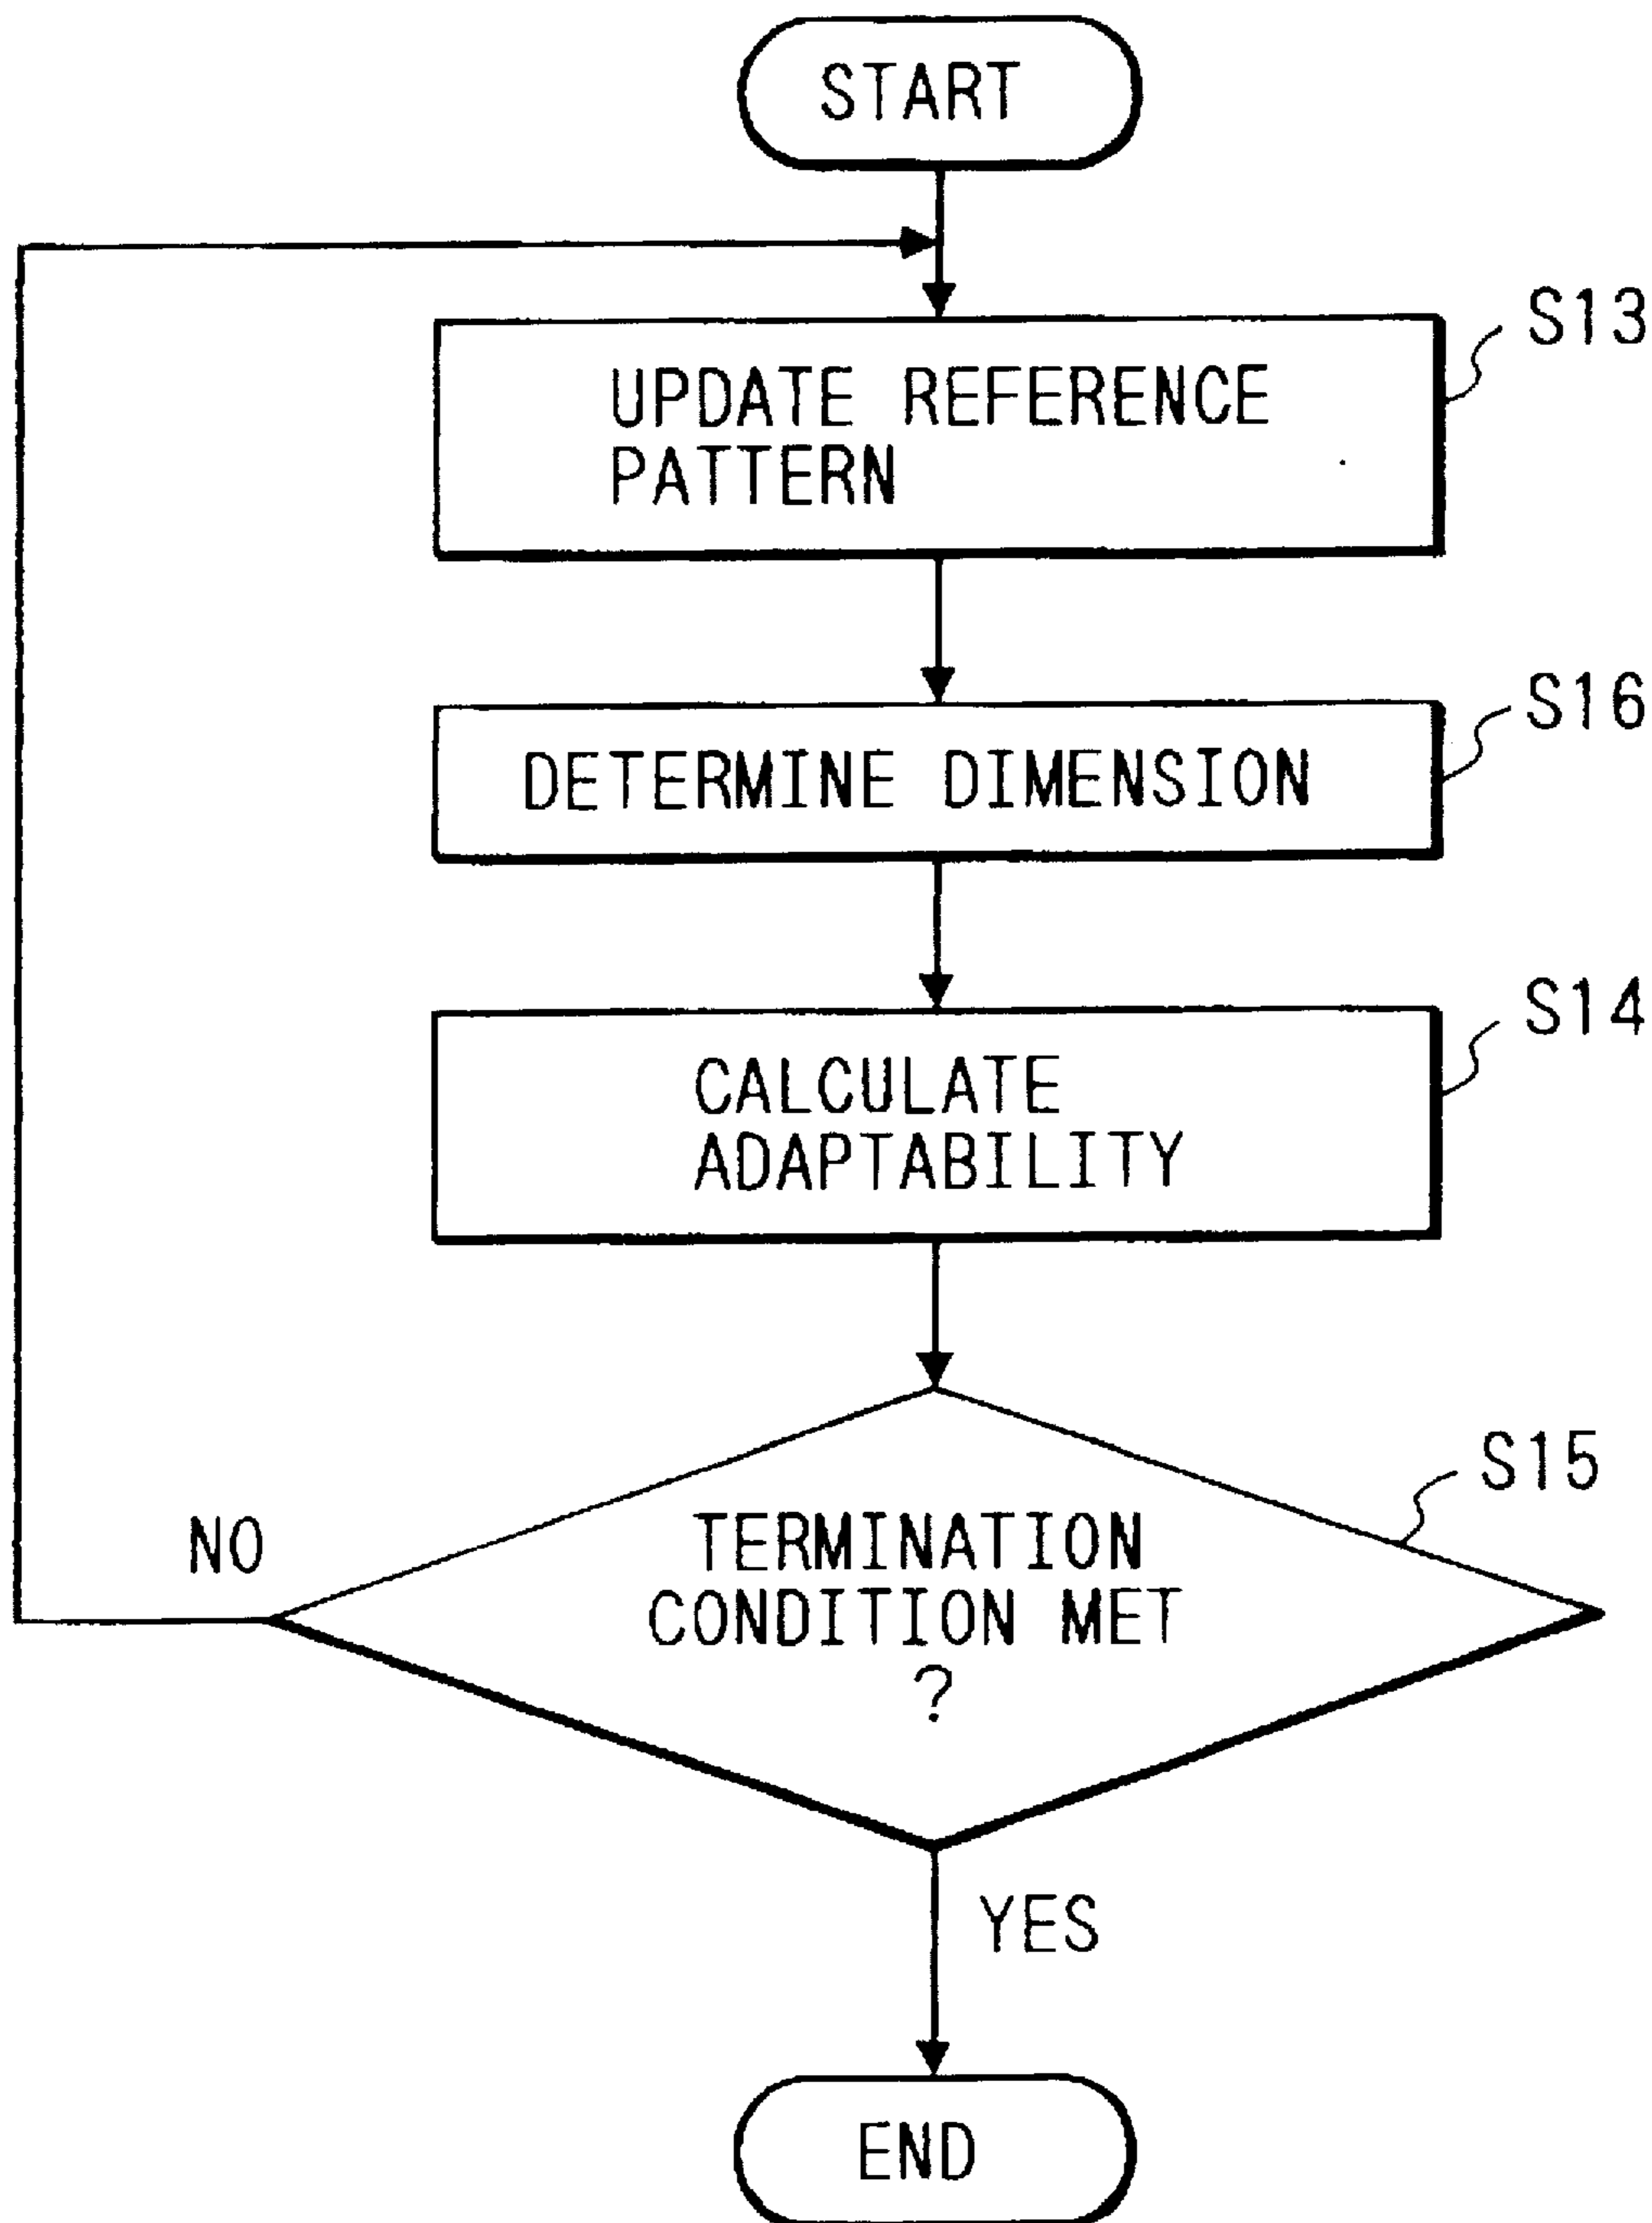 START
S13
UPDATE REFERENCE
PATTERN
S16
DETERMINE DIMENSION
S14
CALCULATE
ADAPTABILITY
S15
NO
TERMINATION
CONDITION MET
?
YES
END